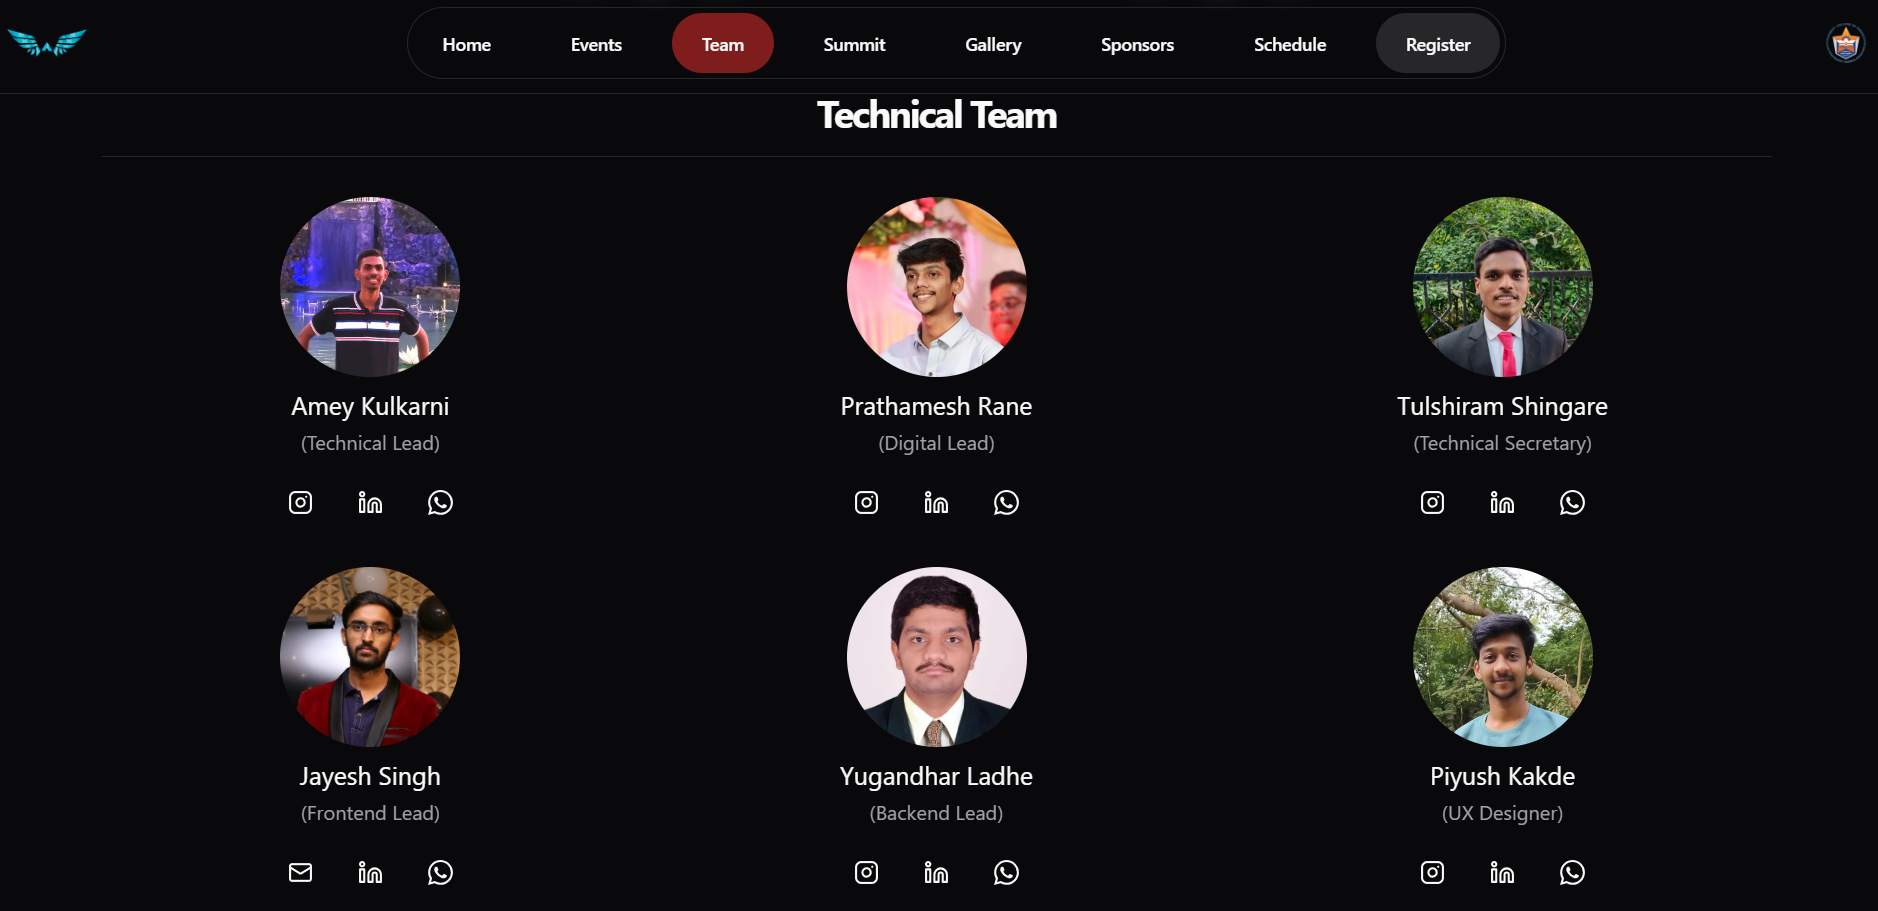 Home Events Team Summit Gallery Sponsors Schedule Register
Technical Team
Amey Kulkarni
(Technical Lead)
Prathamesh Rane
(Digital Lead)
Tulshiram Shingare
(Technical Secretary)
Jayesh Singh
(Frontend Lead)
Yugandhar Ladhe
(Backend Lead)
Piyush Kakde
(UX Designer)